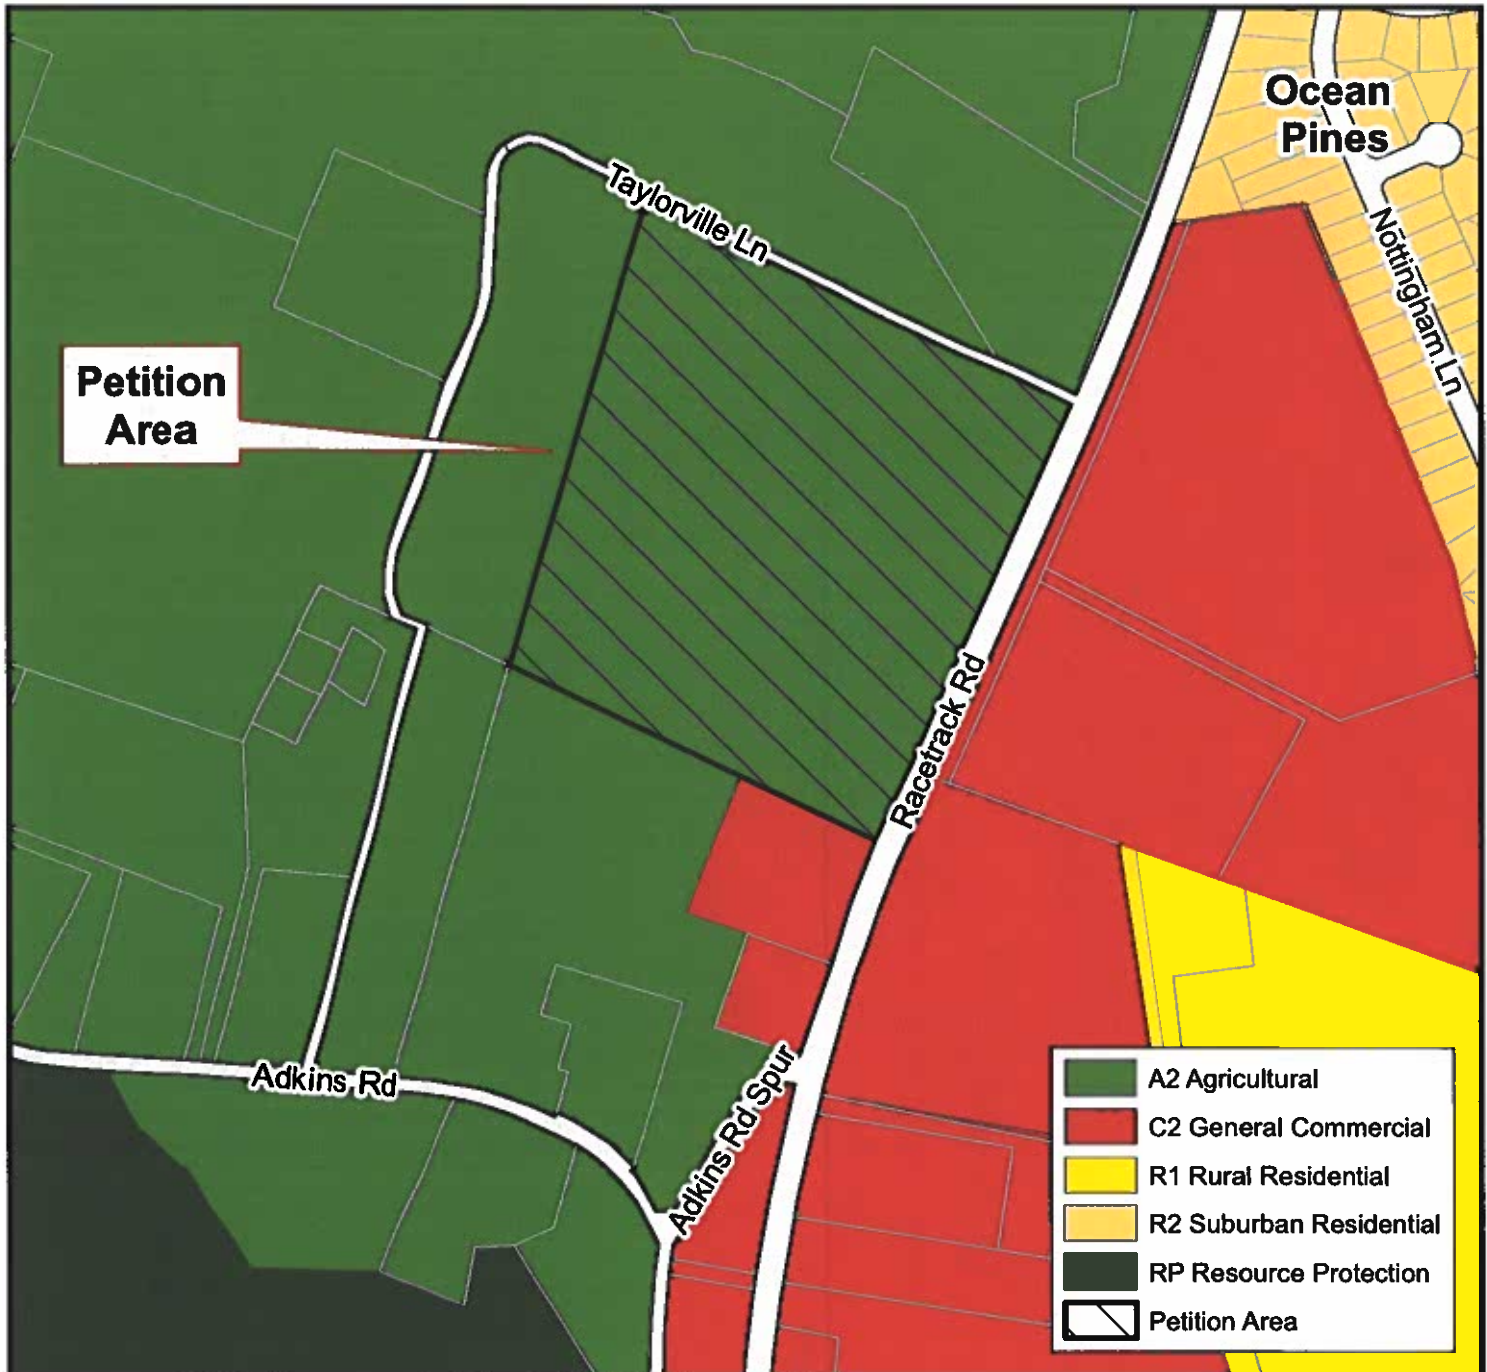 Ocean
Pines
Taylorville Ln
Nottingham Ln
Petition
Area
Racetrack Rd
Adkins Rd
Adkins Rd Spur
A2 Agricultural
C2 General Commercial
R1 Rural Residential
R2 Suburban Residential
RP Resource Protection
Petition Area